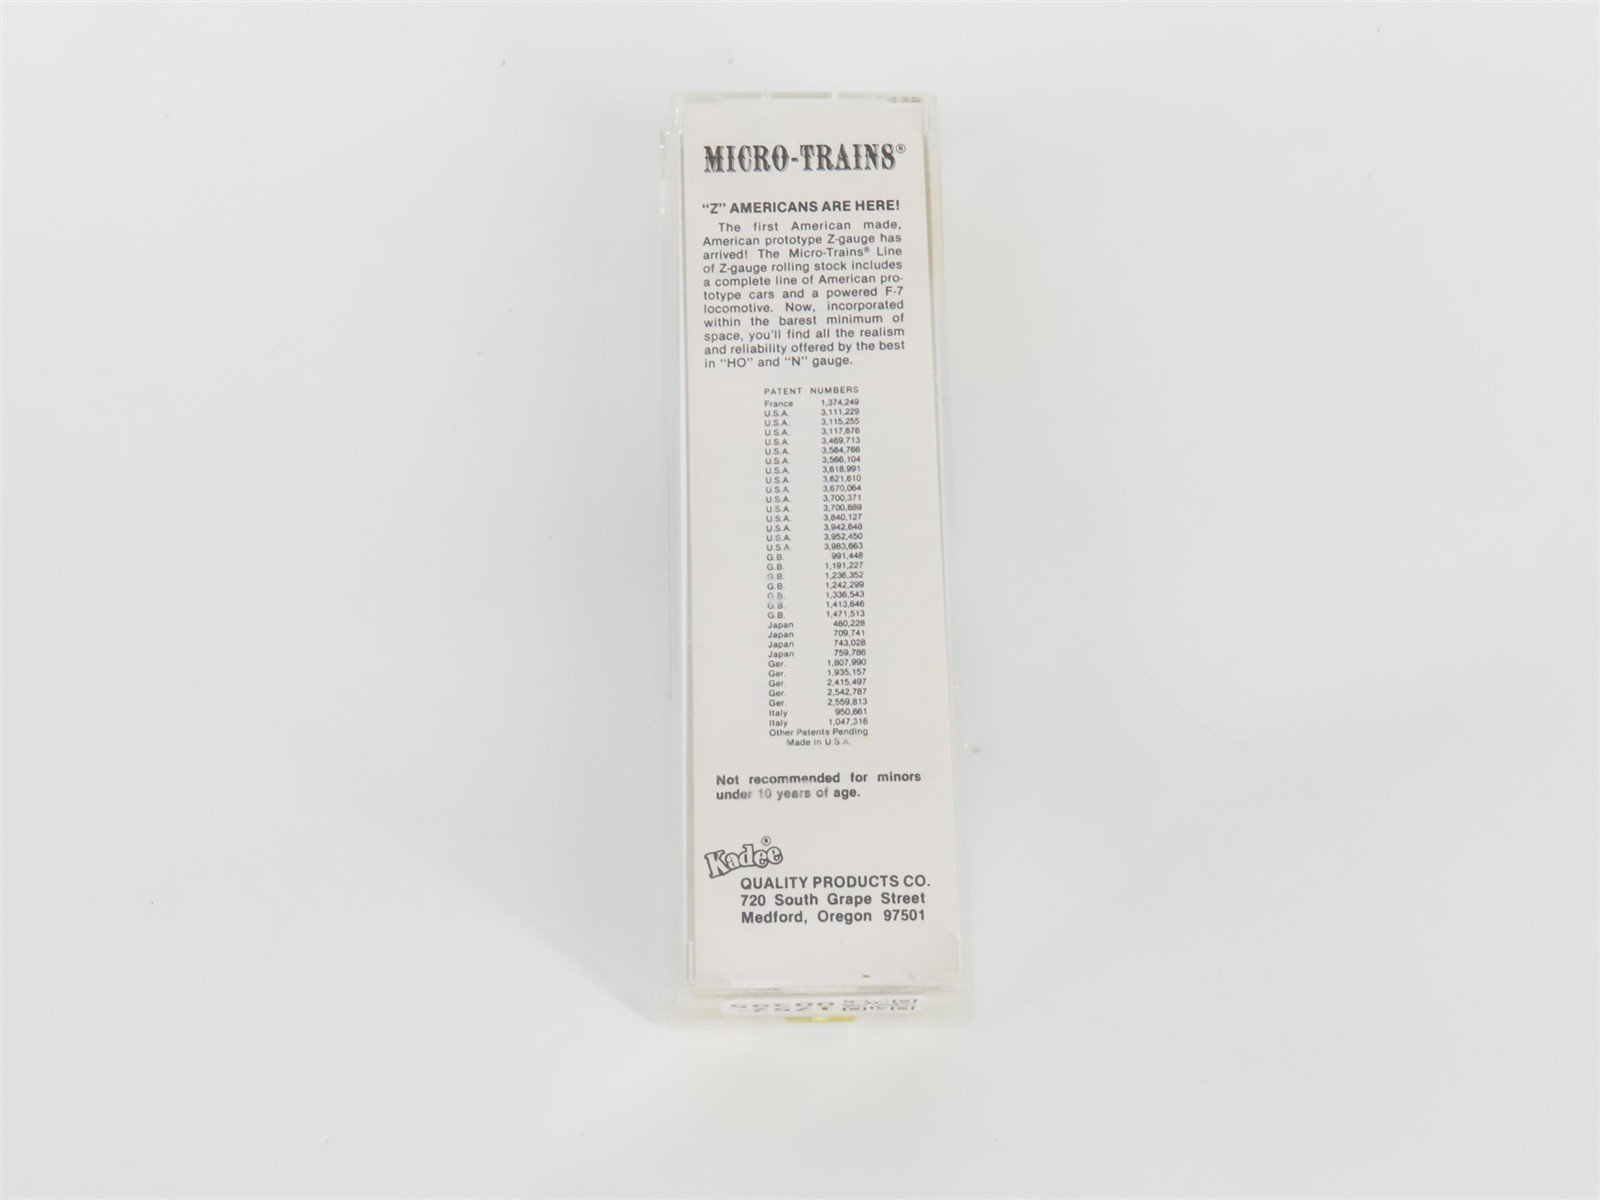 MICRO-TRAINS®
"Z" AMERICANS ARE HERE!
The first American made,
American prototype Z-gauge has
arrived! The Micro-Trains® Line
of Z-gauge rolling stock includes
a complete line of American pro-
totype cars and a powered F-7
locomotive. Now, incorporated
within the barest minimum of
space, you'll find all the realism
and reliability offered by the best
in "HO" and "N" gauge.
PATENT NUMBERS
France 1,374,249
U.S.A. 3,111,229
U.S.A. 3,115,255
U.S.A. 3,117,676
U.S.A. 3,469,713
U.S.A. 3,564,766
U.S.A. 3,566,104
U.S.A. 3,618,991
U.S.A. 3,621,610
U.S.A. 3,670,064
U.S.A. 3,700,371
U.S.A. 3,700,889
U.S.A. 3,840,127
U.S.A. 3,942,648
U.S.A. 3,952,450
U.S.A. 3,983,663
G.B. 991,448
G.B. 1,191,227
G.B. 1,236,352
G.B. 1,242,299
G.B. 1,336,543
G.B. 1,413,646
G.B. 1,471,513
Japan 460,228
Japan 709,741
Japan 743,028
Japan 759,786
Ger. 1,807,990
Ger. 1,935,157
Ger. 2,415,497
Ger. 2,542,787
Ger. 2,559,813
Italy 950,661
Italy 1,047,316
Other Patents Pending
Made in U.S.A.
Not recommended for minors
under 10 years of age.
Kadee®
QUALITY PRODUCTS CO.
720 South Grape Street
Medford, Oregon 97501